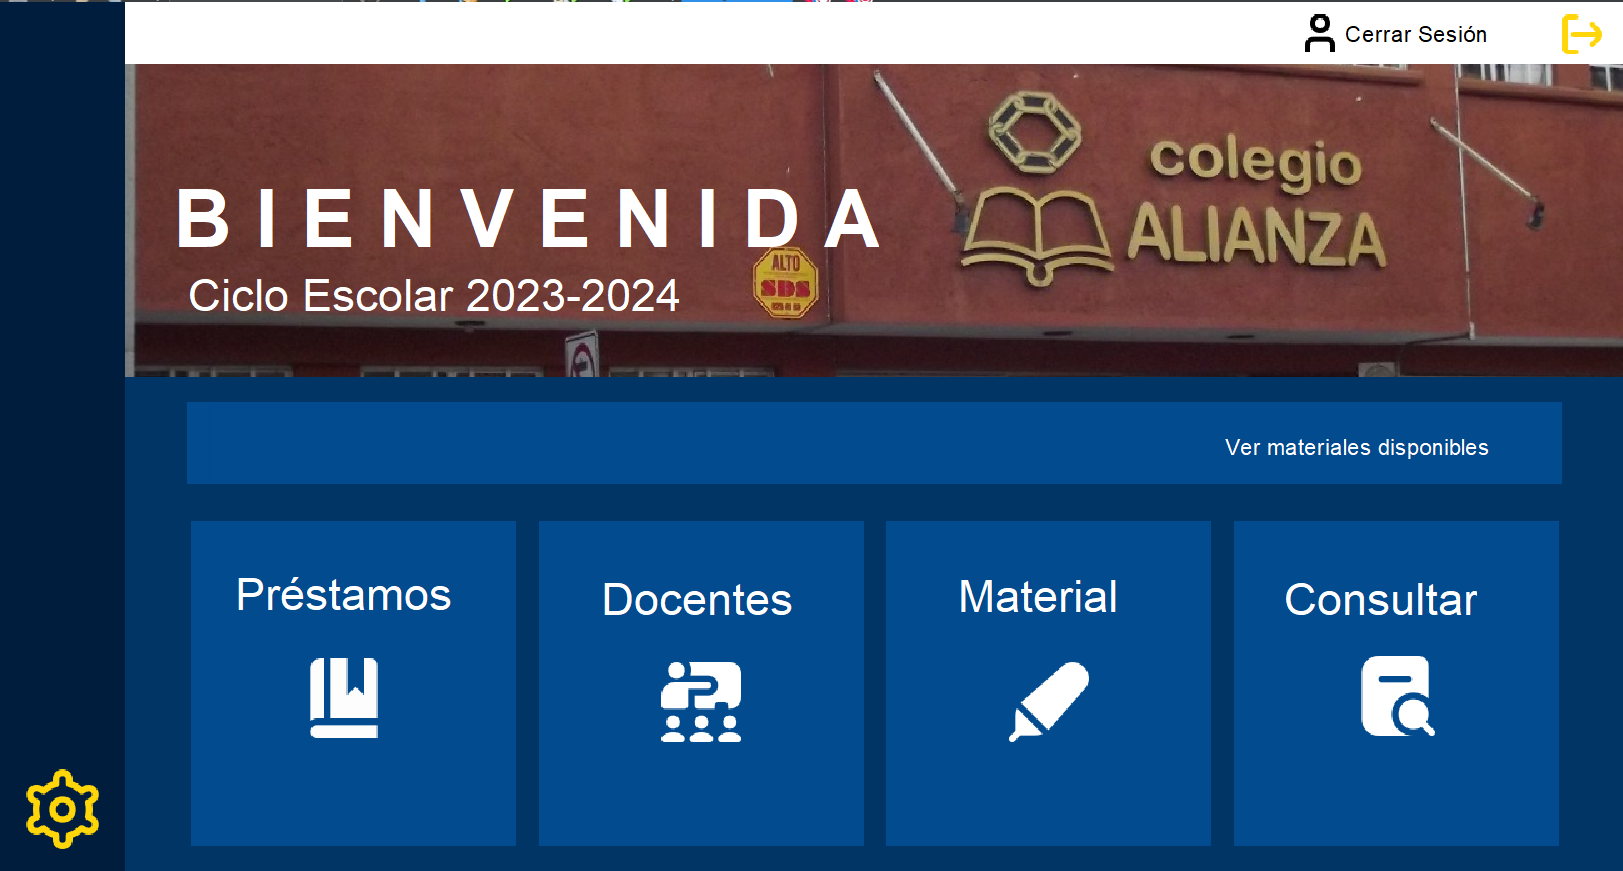 Cerrar Sesión
colegio
ALIANZA
BIENVENIDA
ALTO
SDS
Ciclo Escolar 2023-2024
Ver materiales disponibles
Préstamos
Docentes
Material
Consultar